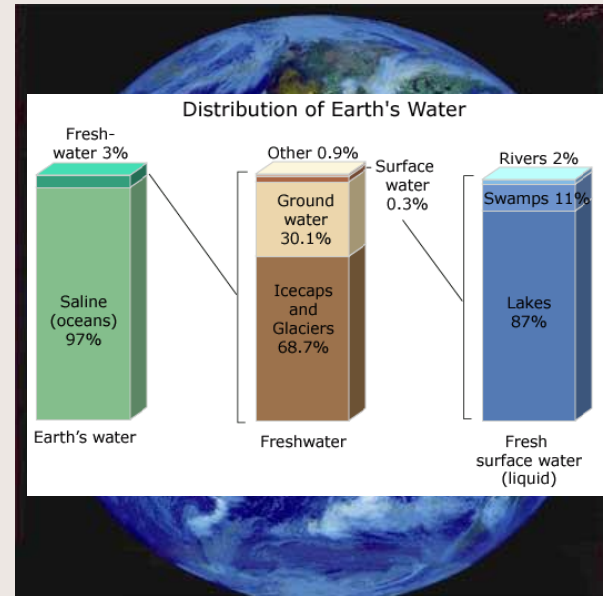 Distribution of Earth's Water
Fresh-
water 3%
Saline
(oceans)
97%
Earth's water
Other 0.9%
Surface
water
0.3%
Ground
water
30.1%
Icecaps
and
Glaciers
68.7%
Freshwater
Rivers 2%
Swamps 11%
Lakes
87%
Fresh
surface water
(liquid)